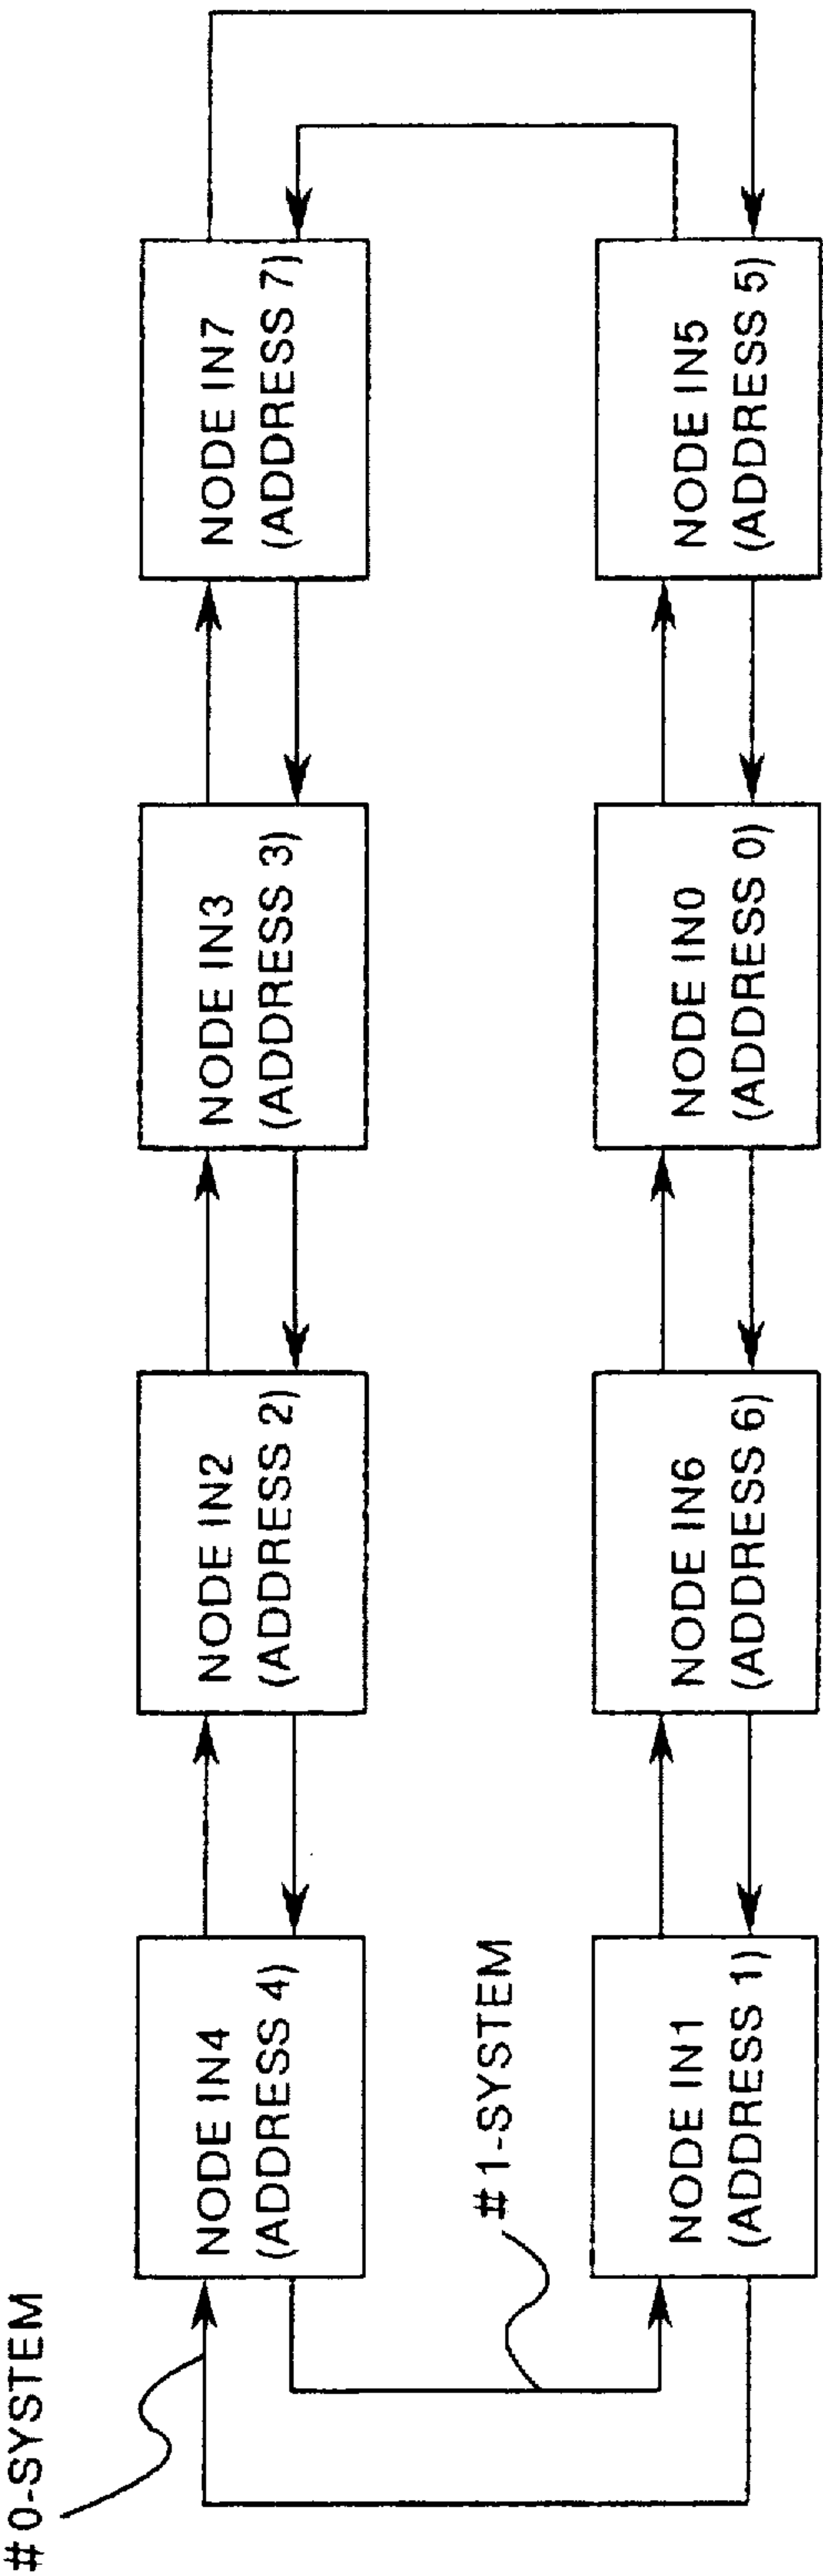 #0-SYSTEM
NODE IN4
(ADDRESS 4)
NODE IN2
(ADDRESS 2)
NODE IN3
(ADDRESS 3)
NODE IN7
(ADDRESS 7)
#1-SYSTEM
NODE IN1
(ADDRESS 1)
NODE IN6
(ADDRESS 6)
NODE IN0
(ADDRESS 0)
NODE IN5
(ADDRESS 5)